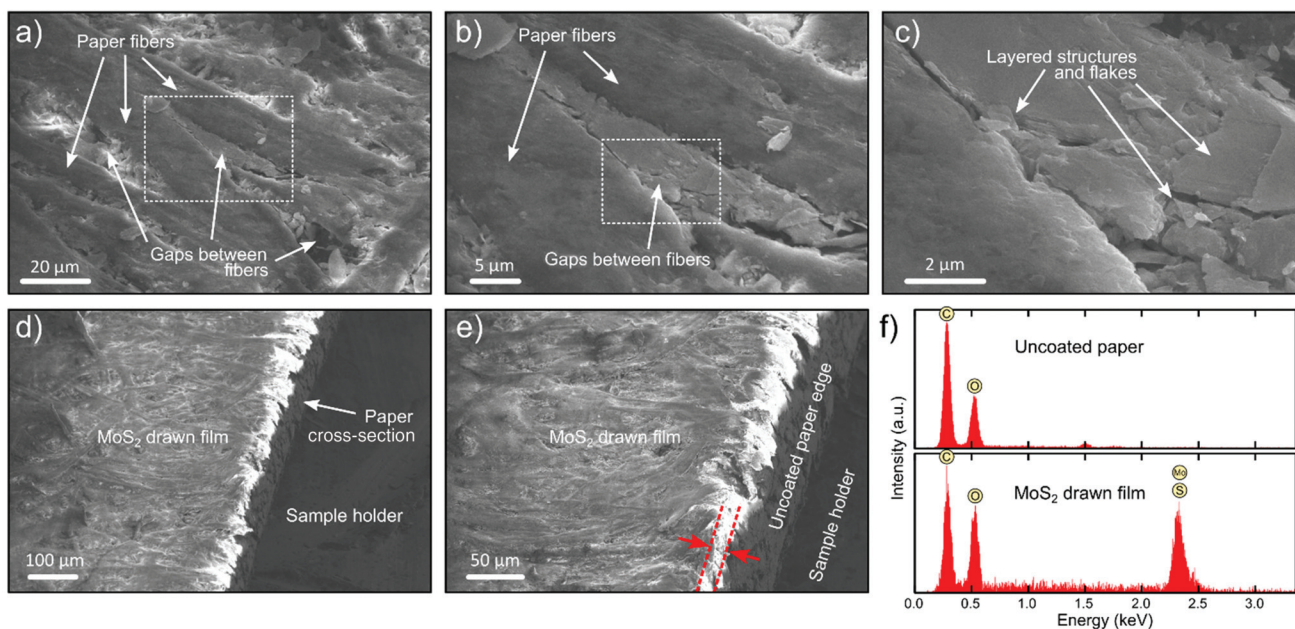 a)
Paper fibers
Gaps between
fibers
20 μm
b)
Paper fibers
Gaps between fibers
5 μm
c)
Layered structures
and flakes
2 μm
d)
MoS₂ drawn film
Paper
cross-section
Sample holder
100 μm
e)
MoS₂ drawn film
Uncoated paper edge
Sample holder
50 μm
f)
C
Uncoated paper
O
Intensity (a.u.)
C
O
Mo
S
MoS₂ drawn film
0.0 0.5 1.0 1.5 2.0 2.5 3.0
Energy (keV)